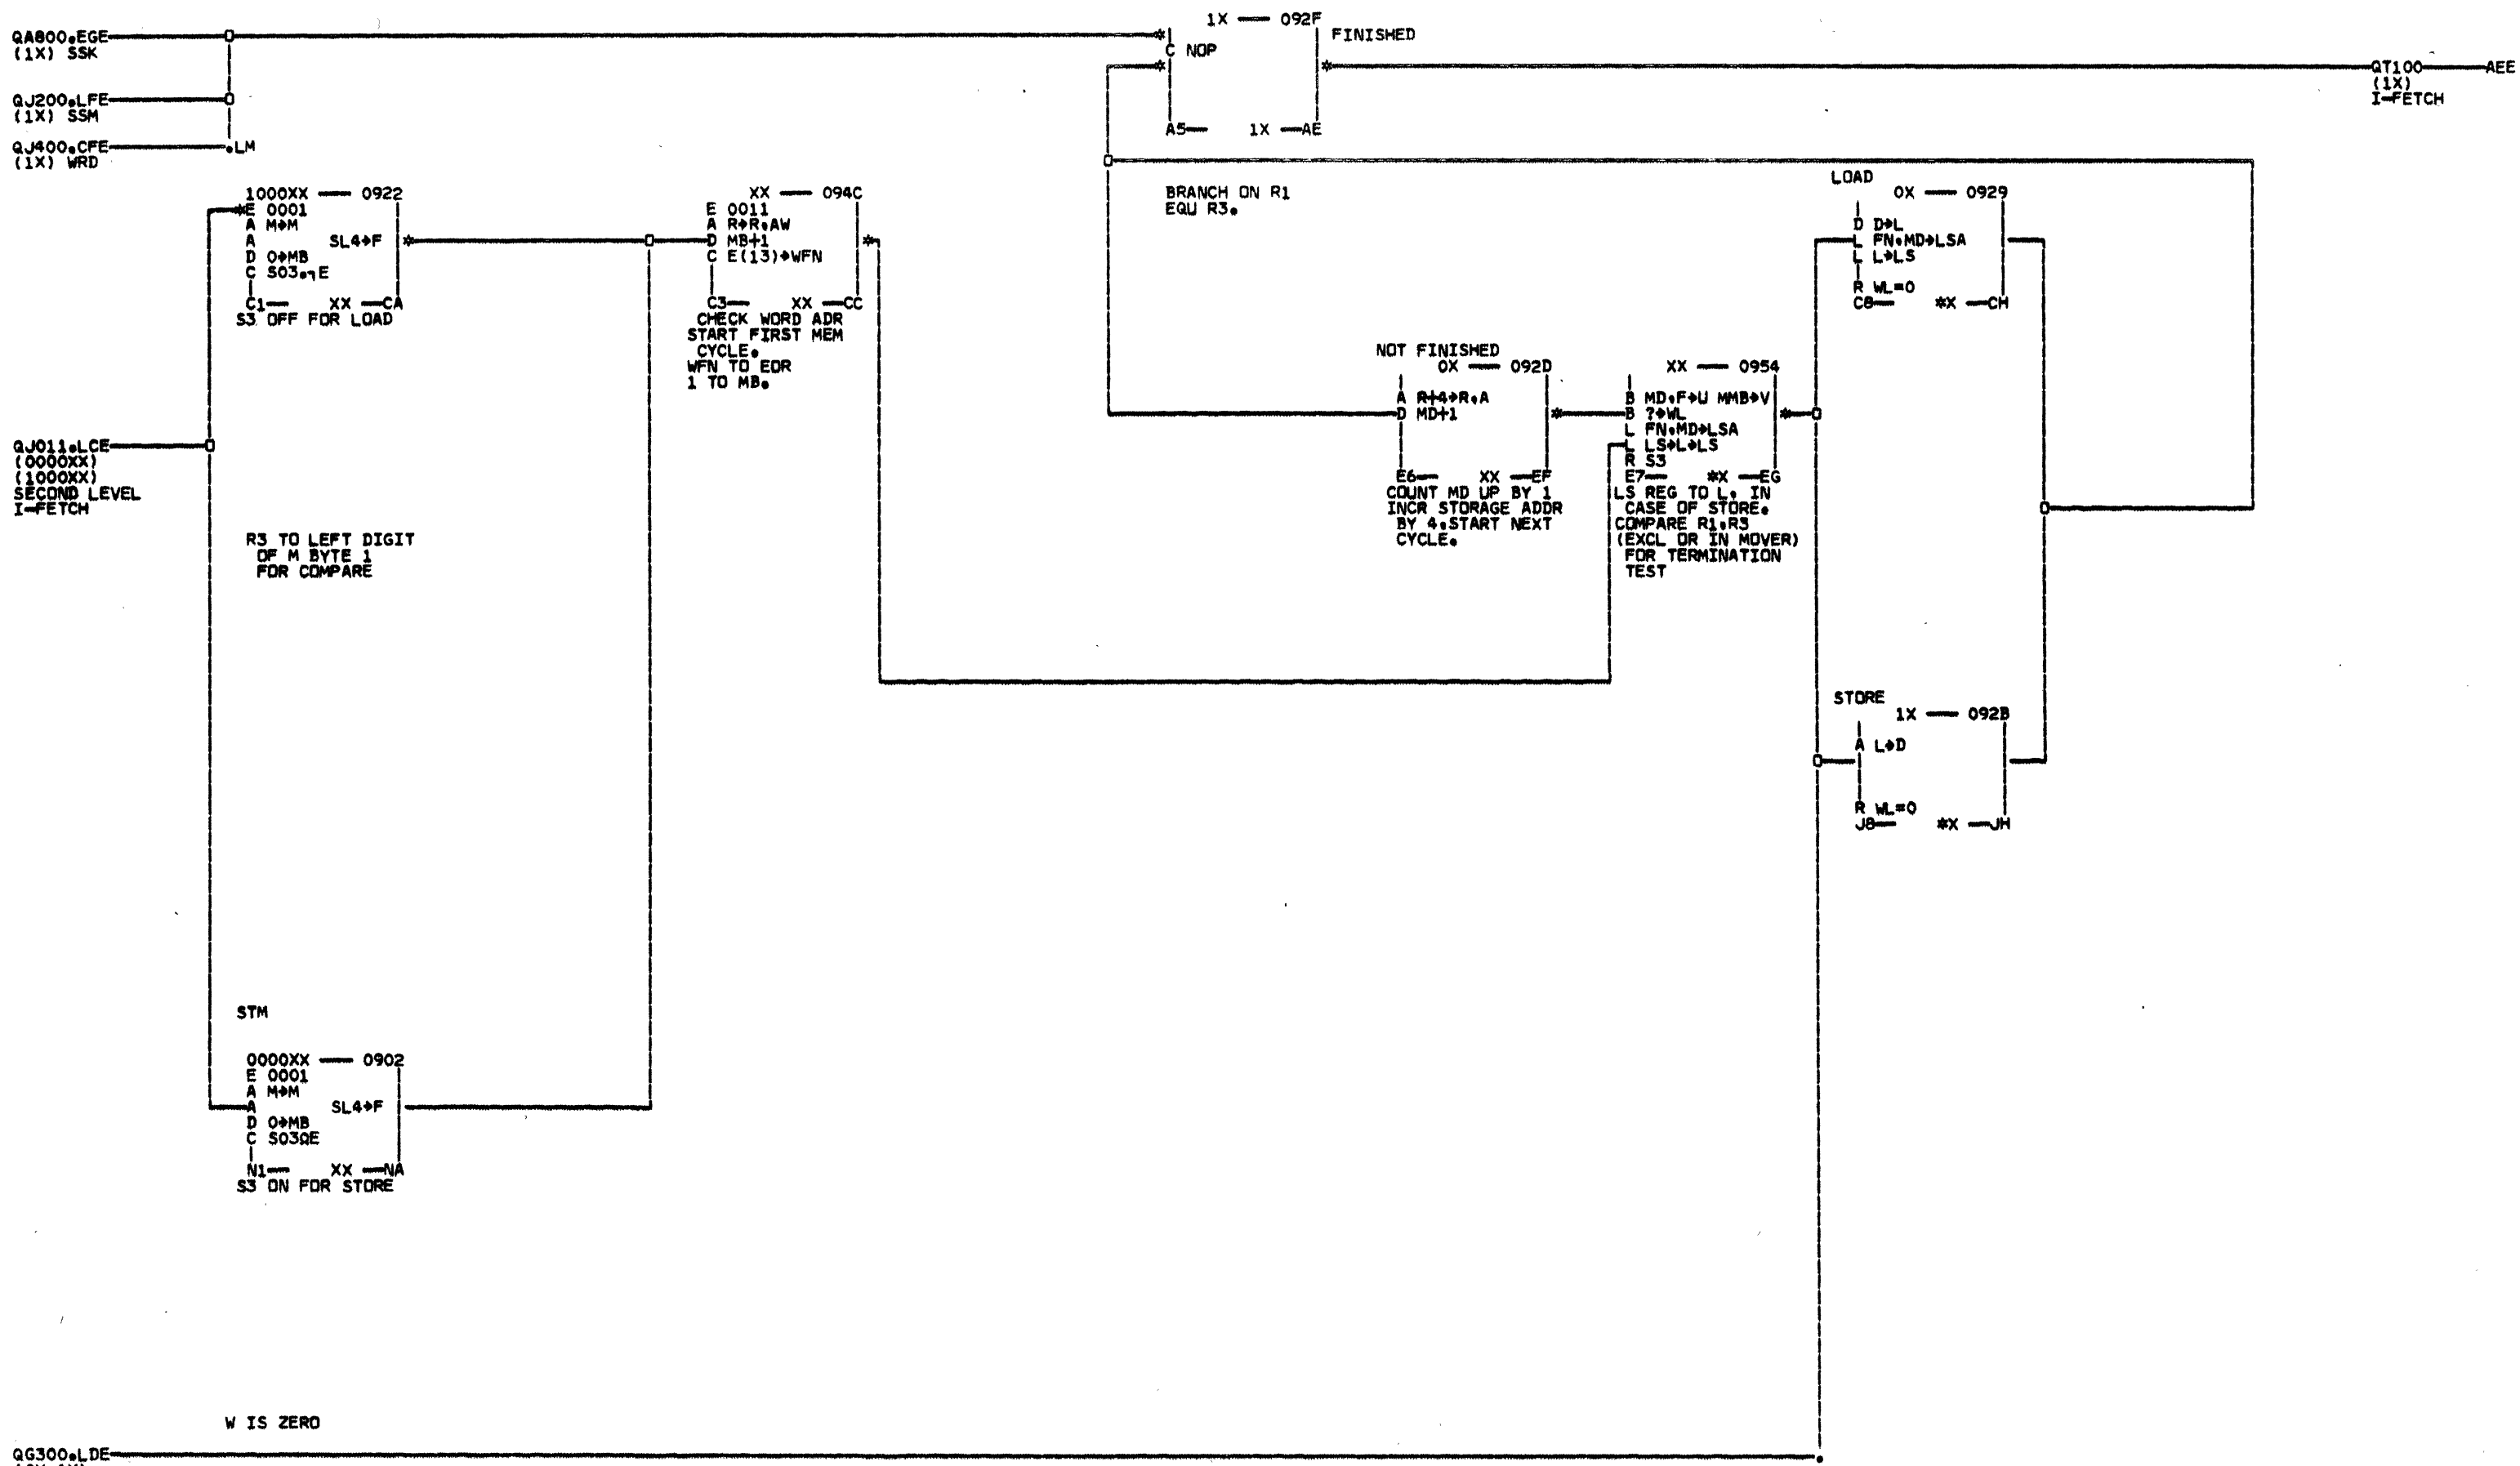 1X — 092F
QA800.EGE
(1X) SSK
* C NOP *
FINISHED
QT100 — AEE
(1X)
I-FETCH
QJ200.LFE
(1X) SSM
A5— 1X —AE
QJ400.CFE .LM
(1X) WRD
1000XX — 0922
*E 0001
A M→M
A SL4→F *
D 0→MB
C S03.¬E
C1— XX —CA
S3 OFF FOR LOAD
XX — 094C
E 0011
A R→R.AW
D MB+1 *
C E(13)→WFN
C3— XX —CC
CHECK WORD ADR
START FIRST MEM
CYCLE.
WFN TO EDR
1 TO MB.
BRANCH ON R1
EQU R3.
LOAD
0X — 0929
D D→L
L FN.MD→LSA
L L→LS
R WL=0
C8— *X —CH
NOT FINISHED
0X — 092D
A R+4→R.A
D MD+1 *
E6— XX —EF
COUNT MD UP BY 1
INCR STORAGE ADDR
BY 4.START NEXT
CYCLE.
XX — 0954
B MD.F→U MMB→V
B ?→WL *
L FN.MD→LSA
L LS→L→LS
R S3
E7— *X —EG
LS REG TO L. IN
CASE OF STORE.
COMPARE R1.R3
(EXCL OR IN MOVER)
FOR TERMINATION
TEST
QJ011.LCE
(0000XX)
(1000XX)
SECOND LEVEL
I-FETCH
R3 TO LEFT DIGIT
OF M BYTE 1
FOR COMPARE
STORE
1X — 092B
A L→D
R WL=0
J8— *X —JH
STM
0000XX — 0902
E 0001
A M→M
A SL4→F
D 0→MB
C S03ΩE
N1— XX —NA
S3 ON FOR STORE
W IS ZERO
QG300.LDE